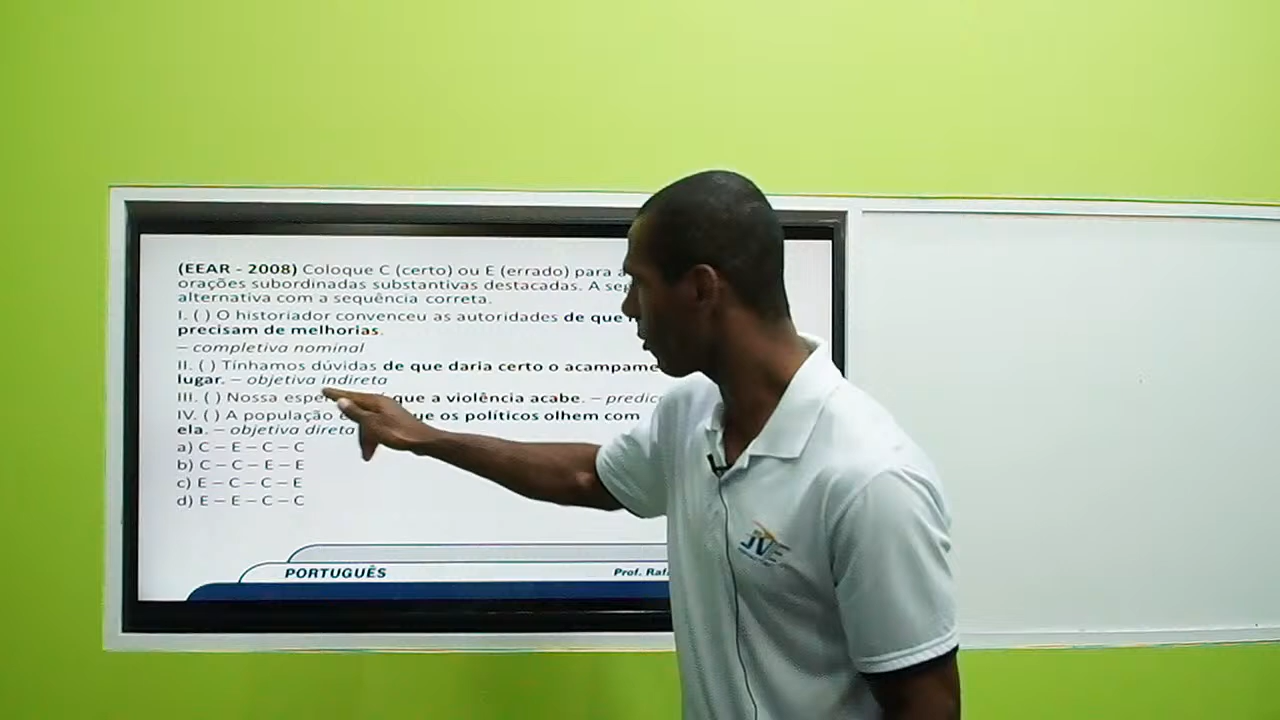 (EEAR - 2008) Coloque C (certo) ou E (errado) para a
orações subordinadas substantivas destacadas. A seg
alternativa com a sequência correta.
I. ( ) O historiador convenceu as autoridades de que
precisam de melhorias.
– completiva nominal
II. ( ) Tínhamos dúvidas de que daria certo o acampame
lugar. – objetiva indireta
III. ( ) Nossa espe que a violência acabe. – predic
IV. ( ) A população ue os políticos olhem com
ela. – objetiva direta
a) C – E – C – C
b) C – C – E – E
c) E – C – C – E
d) E – E – C – C
PORTUGUÊS
Prof. Rafa
JVE